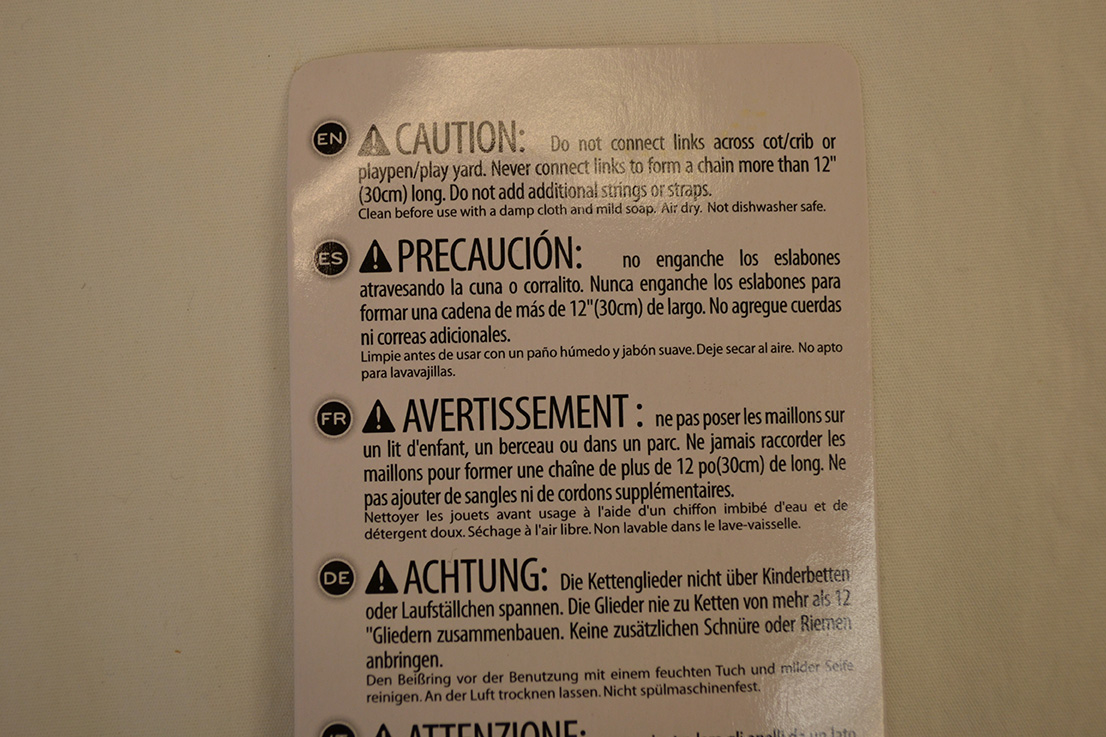 EN CAUTION: Do not connect links across cot/crib or
playpen/play yard. Never connect links to form a chain more than 12"
(30cm) long. Do not add additional strings or straps.
Clean before use with a damp cloth and mild soap. Air dry. Not dishwasher safe.
ES PRECAUCIÓN: no enganche los eslabones
atravesando la cuna o corralito. Nunca enganche los eslabones para
formar una cadena de más de 12"(30cm) de largo. No agregue cuerdas
ni correas adicionales.
Limpie antes de usar con un paño húmedo y jabón suave. Deje secar al aire. No apto
para lavavajillas.
FR AVERTISSEMENT : ne pas poser les maillons sur
un lit d'enfant, un berceau ou dans un parc. Ne jamais raccorder les
maillons pour former une chaîne de plus de 12 po(30cm) de long. Ne
pas ajouter de sangles ni de cordons supplémentaires.
Nettoyer les jouets avant usage à l'aide d'un chiffon imbibé d'eau et de
détergent doux. Séchage à l'air libre. Non lavable dans le lave-vaisselle.
DE ACHTUNG: Die Kettenglieder nicht über Kinderbetten
oder Laufställchen spannen. Die Glieder nie zu Ketten von mehr als 12
"Gliedern zusammenbauen. Keine zusätzlichen Schnüre oder Riemen
anbringen.
Den Beißring vor der Benutzung mit einem feuchten Tuch und milder Seife
reinigen. An der Luft trocknen lassen. Nicht spülmaschinenfest.
ATTENZIONE: gli anelli da un lato